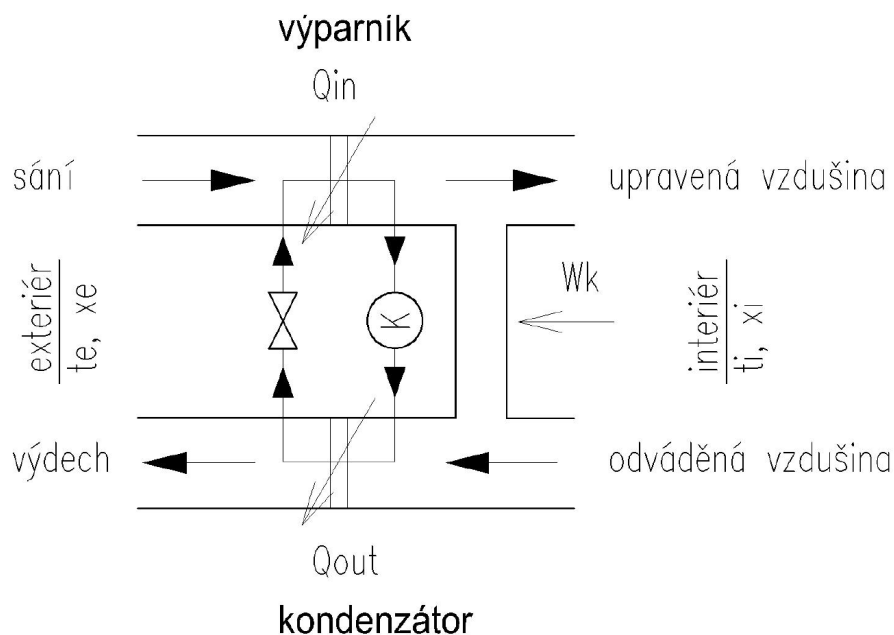 výparník
Qin
sání
upravená vzdušina
exteriér
te, xe
K
Wk
interiér
ti, xi
výdech
odváděná vzdušina
Qout
kondenzátor